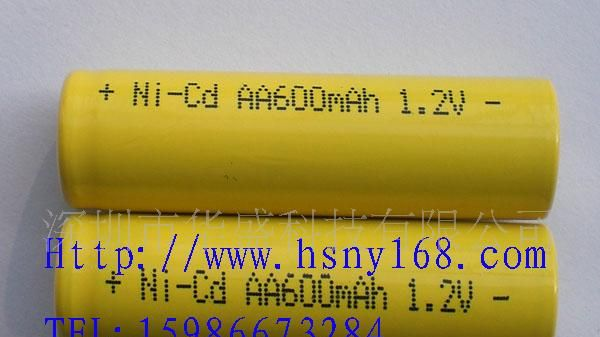 + Ni-Cd AA600mAh 1.2V -
深圳市华盛科技有限公司
Http://www.hsny168.com
+ Ni-Cd AA600mAh 1.2V -
TEL: 15986673284